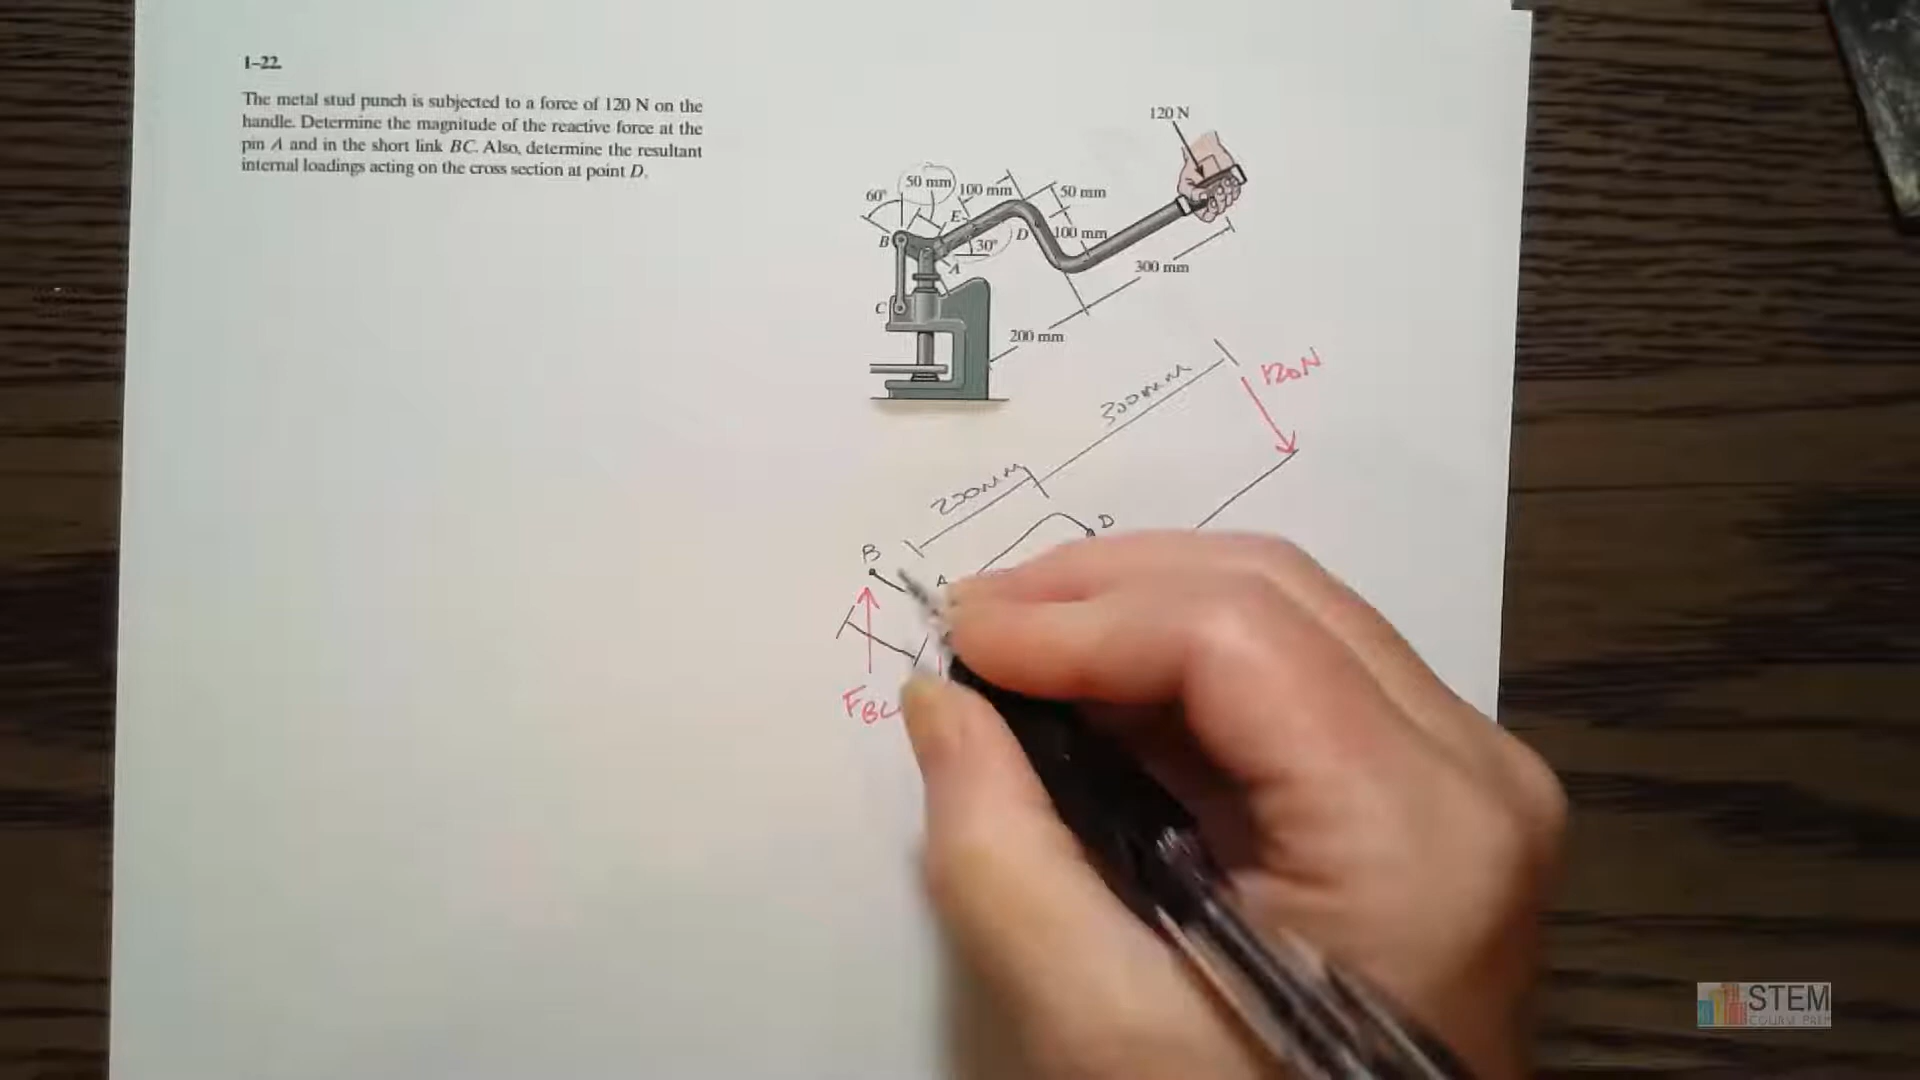 1–22.
The metal stud punch is subjected to a force of 120 N on the
handle. Determine the magnitude of the reactive force at the
pin A and in the short link BC. Also, determine the resultant
internal loadings acting on the cross section at point D.
120 N
50 mm
100 mm
50 mm
60°
E
B
D
100 mm
30°
A
300 mm
C
200 mm
120N
300mm
200mm
D
B
A
FBC
STEM
COURSE PREP